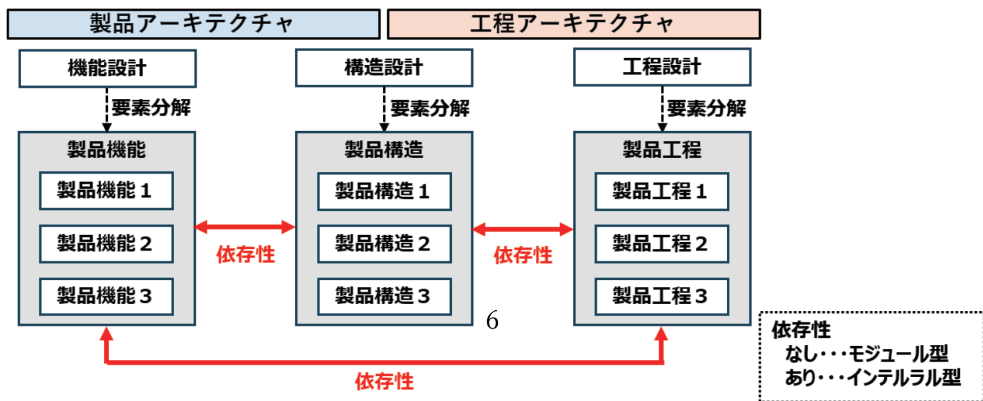 製品アーキテクチャ
工程アーキテクチャ
機能設計
構造設計
工程設計
要素分解
要素分解
要素分解
製品機能
製品機能1
製品機能2
製品機能3
製品構造
製品構造1
製品構造2
製品構造3
製品工程
製品工程1
製品工程2
製品工程3
依存性
依存性
6
依存性
依存性
なし・・・モジュール型
あり・・・インテルラル型